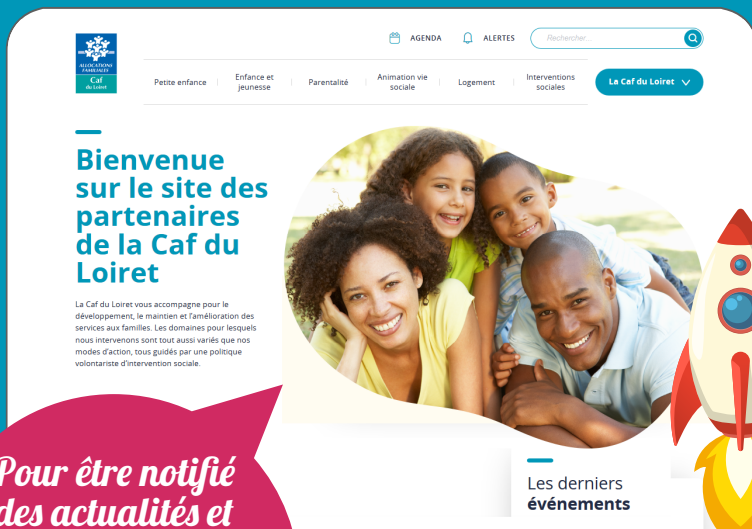 AGENDA
ALERTES
Rechercher...
ALLOCATIONS
FAMILIALES
Caf
du Loiret
Petite enfance
Enfance et
jeunesse
Parentalité
Animation vie
sociale
Logement
Interventions
sociales
La Caf du Loiret
Bienvenue
sur le site des
partenaires
de la Caf du
Loiret
La Caf du Loiret vous accompagne pour le
développement, le maintien et l'amélioration des
services aux familles. Les domaines pour lesquels
nous intervenons sont tout aussi variés que nos
modes d'action, tous guidés par une politique
volontariste d'intervention sociale.
Pour être notifié
des actualités et
Les derniers
événements